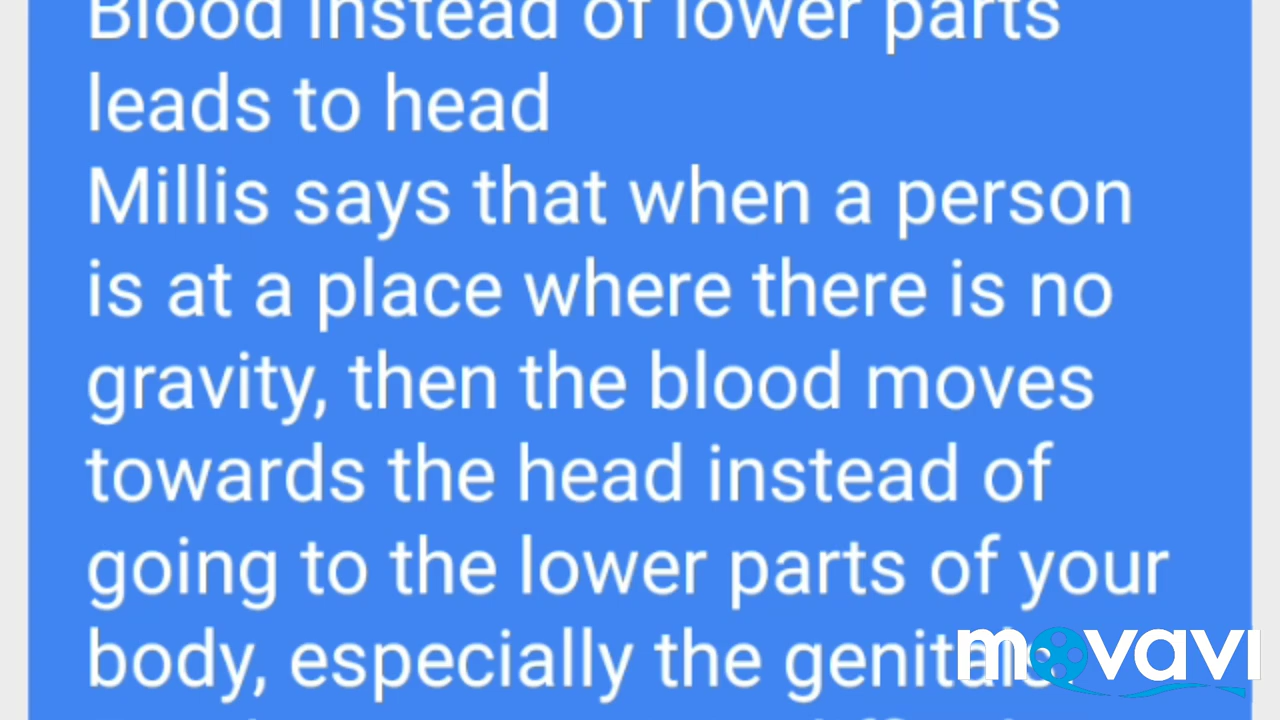 Blood instead of lower parts
leads to head
Millis says that when a person
is at a place where there is no
gravity, then the blood moves
towards the head instead of
going to the lower parts of your
body, especially the genitals.
movavi